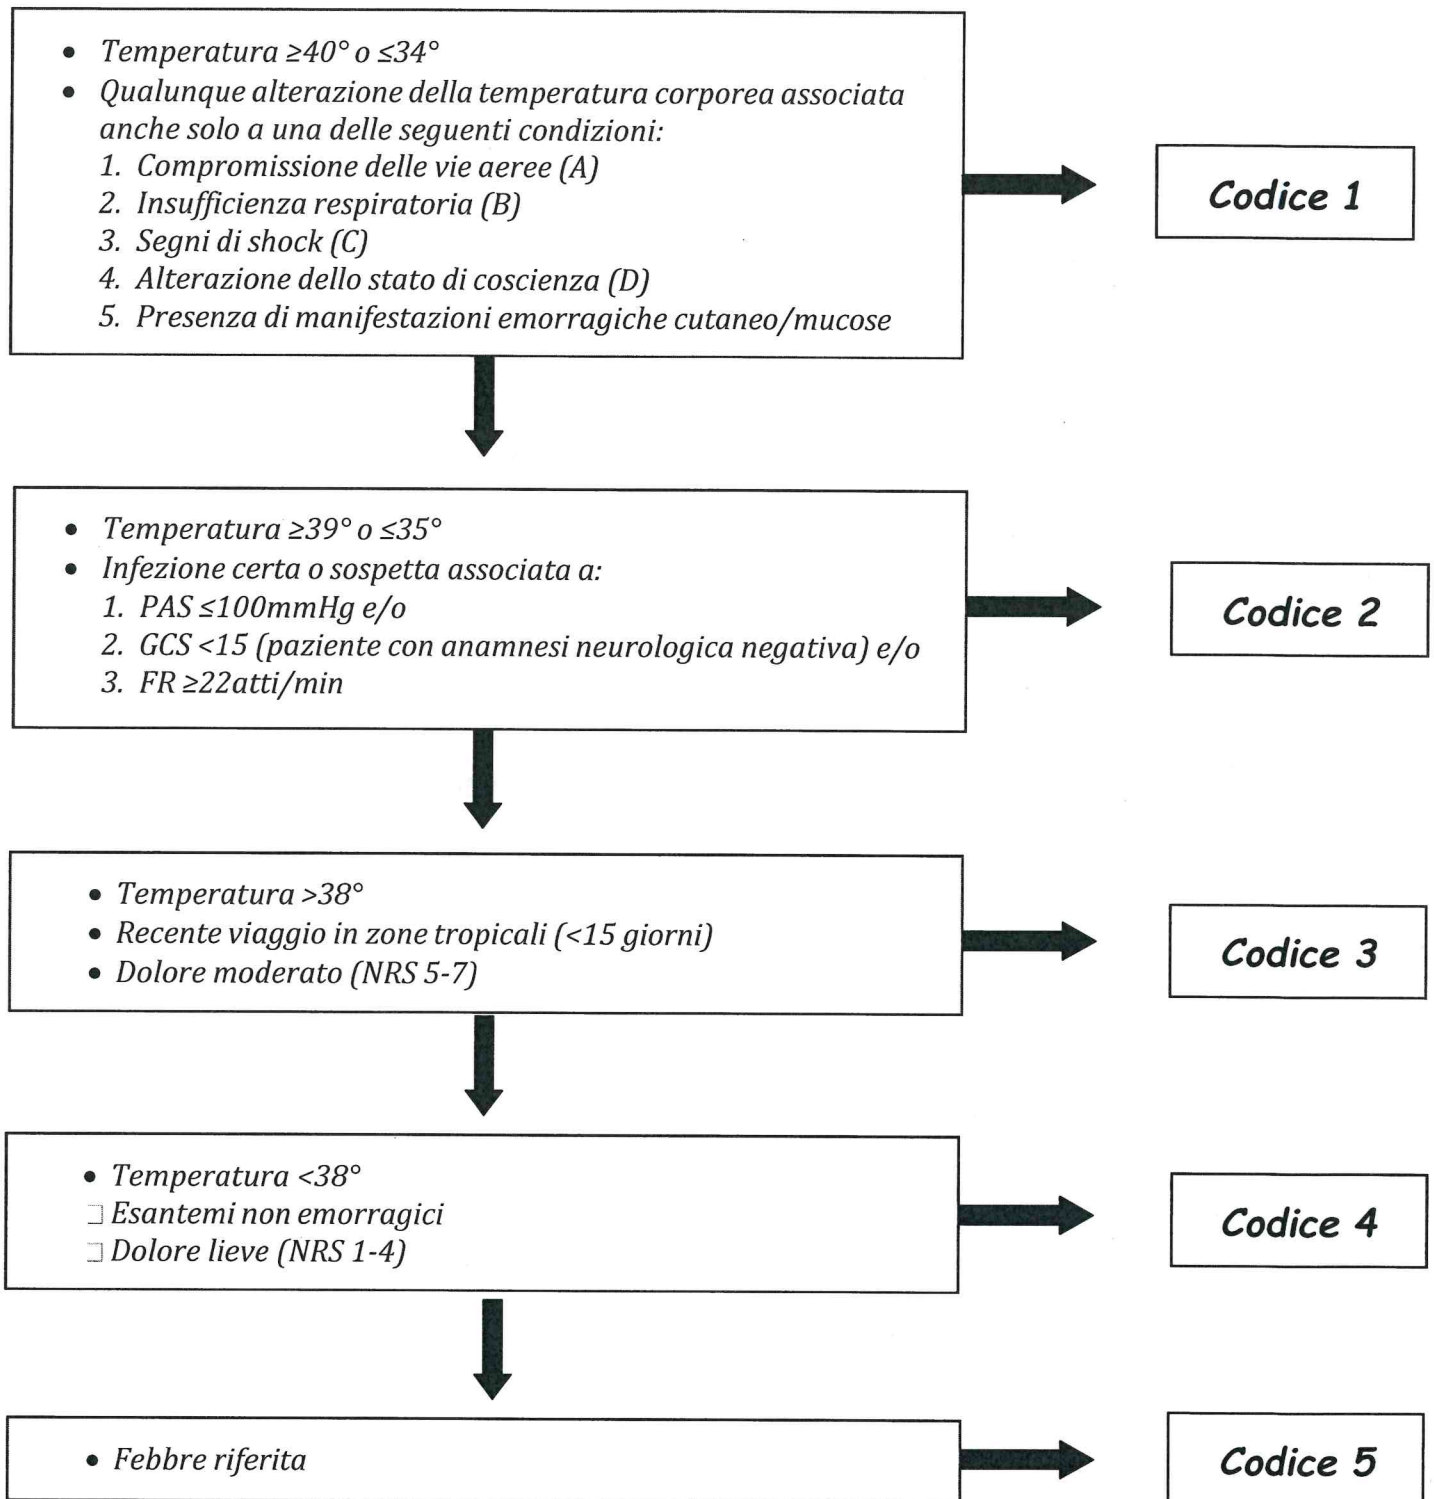 • Temperatura ≥40° o ≤34°
• Qualunque alterazione della temperatura corporea associata
anche solo a una delle seguenti condizioni:
1. Compromissione delle vie aeree (A)
2. Insufficienza respiratoria (B)
3. Segni di shock (C)
4. Alterazione dello stato di coscienza (D)
5. Presenza di manifestazioni emorragiche cutaneo/mucose
Codice 1
• Temperatura ≥39° o ≤35°
• Infezione certa o sospetta associata a:
1. PAS ≤100mmHg e/o
2. GCS <15 (paziente con anamnesi neurologica negativa) e/o
3. FR ≥22atti/min
Codice 2
• Temperatura >38°
• Recente viaggio in zone tropicali (<15 giorni)
• Dolore moderato (NRS 5-7)
Codice 3
• Temperatura <38°
□ Esantemi non emorragici
□ Dolore lieve (NRS 1-4)
Codice 4
• Febbre riferita
Codice 5